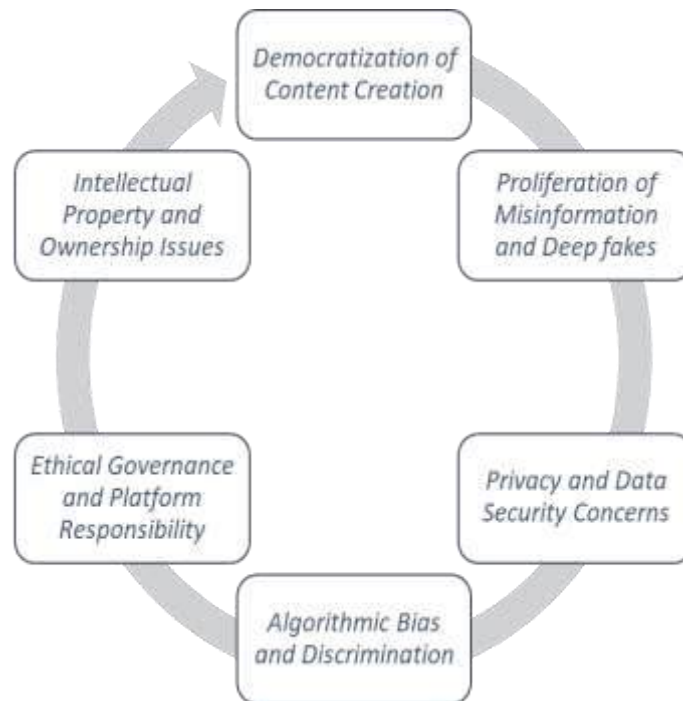 Democratization of
Content Creation
Proliferation of
Misinformation
and Deep fakes
Privacy and Data
Security Concerns
Algorithmic Bias
and Discrimination
Ethical Governance
and Platform
Responsibility
Intellectual
Property and
Ownership Issues